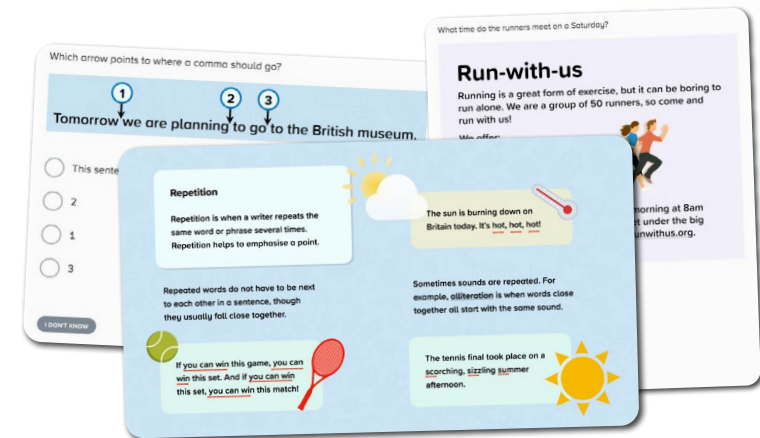 Which arrow points to where a comma should go?
1
2
3
Tomorrow we are planning to go to the British museum.
This sente
2
1
3
I DON'T KNOW
What time do the runners meet on a Saturday?
Run-with-us
Running is a great form of exercise, but it can be boring to
run alone. We are a group of 50 runners, so come and
run with us!
We offer:
morning at 8am
et under the big
unwithus.org.
Repetition
Repetition is when a writer repeats the
same word or phrase several times.
Repetition helps to emphasise a point.
Repeated words do not have to be next
to each other in a sentence, though
they usually fall close together.
If you can win this game, you can
win this set. And if you can win
this set, you can win this match!
The sun is burning down on
Britain today. It's hot, hot, hot!
Sometimes sounds are repeated. For
example, alliteration is when words close
together all start with the same sound.
The tennis final took place on a
scorching, sizzling summer
afternoon.